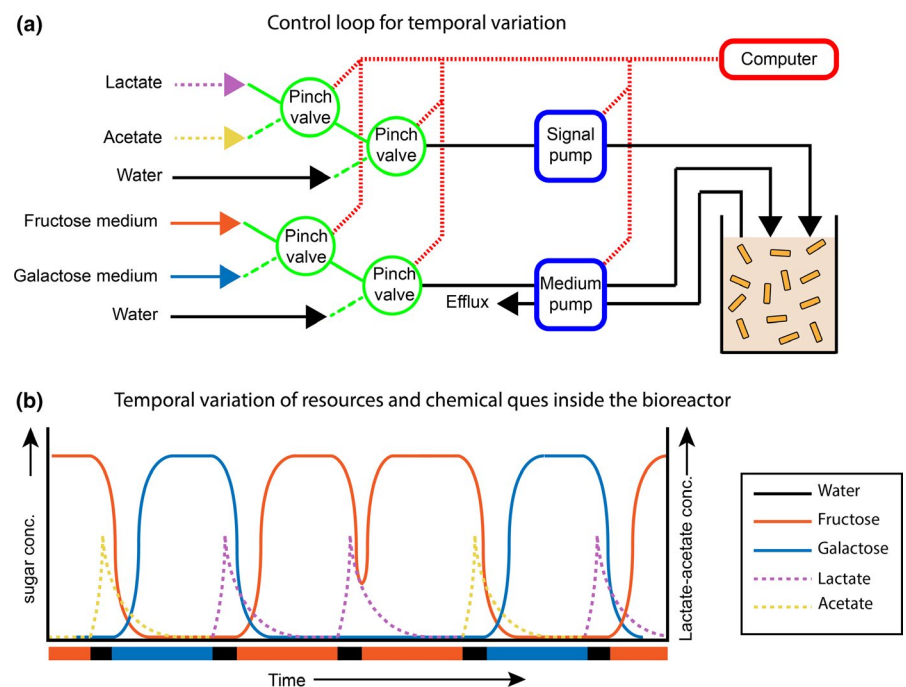 (a)
Control loop for temporal variation
Computer
Lactate
Pinch
valve
Acetate
Pinch
valve
Signal
pump
Water
Fructose medium
Pinch
valve
Galactose medium
Pinch
valve
Medium
pump
Efflux
Water
(b)
Temporal variation of resources and chemical ques inside the bioreactor
sugar conc.
Lactate-acetate conc.
Water
Fructose
Galactose
Lactate
Acetate
Time